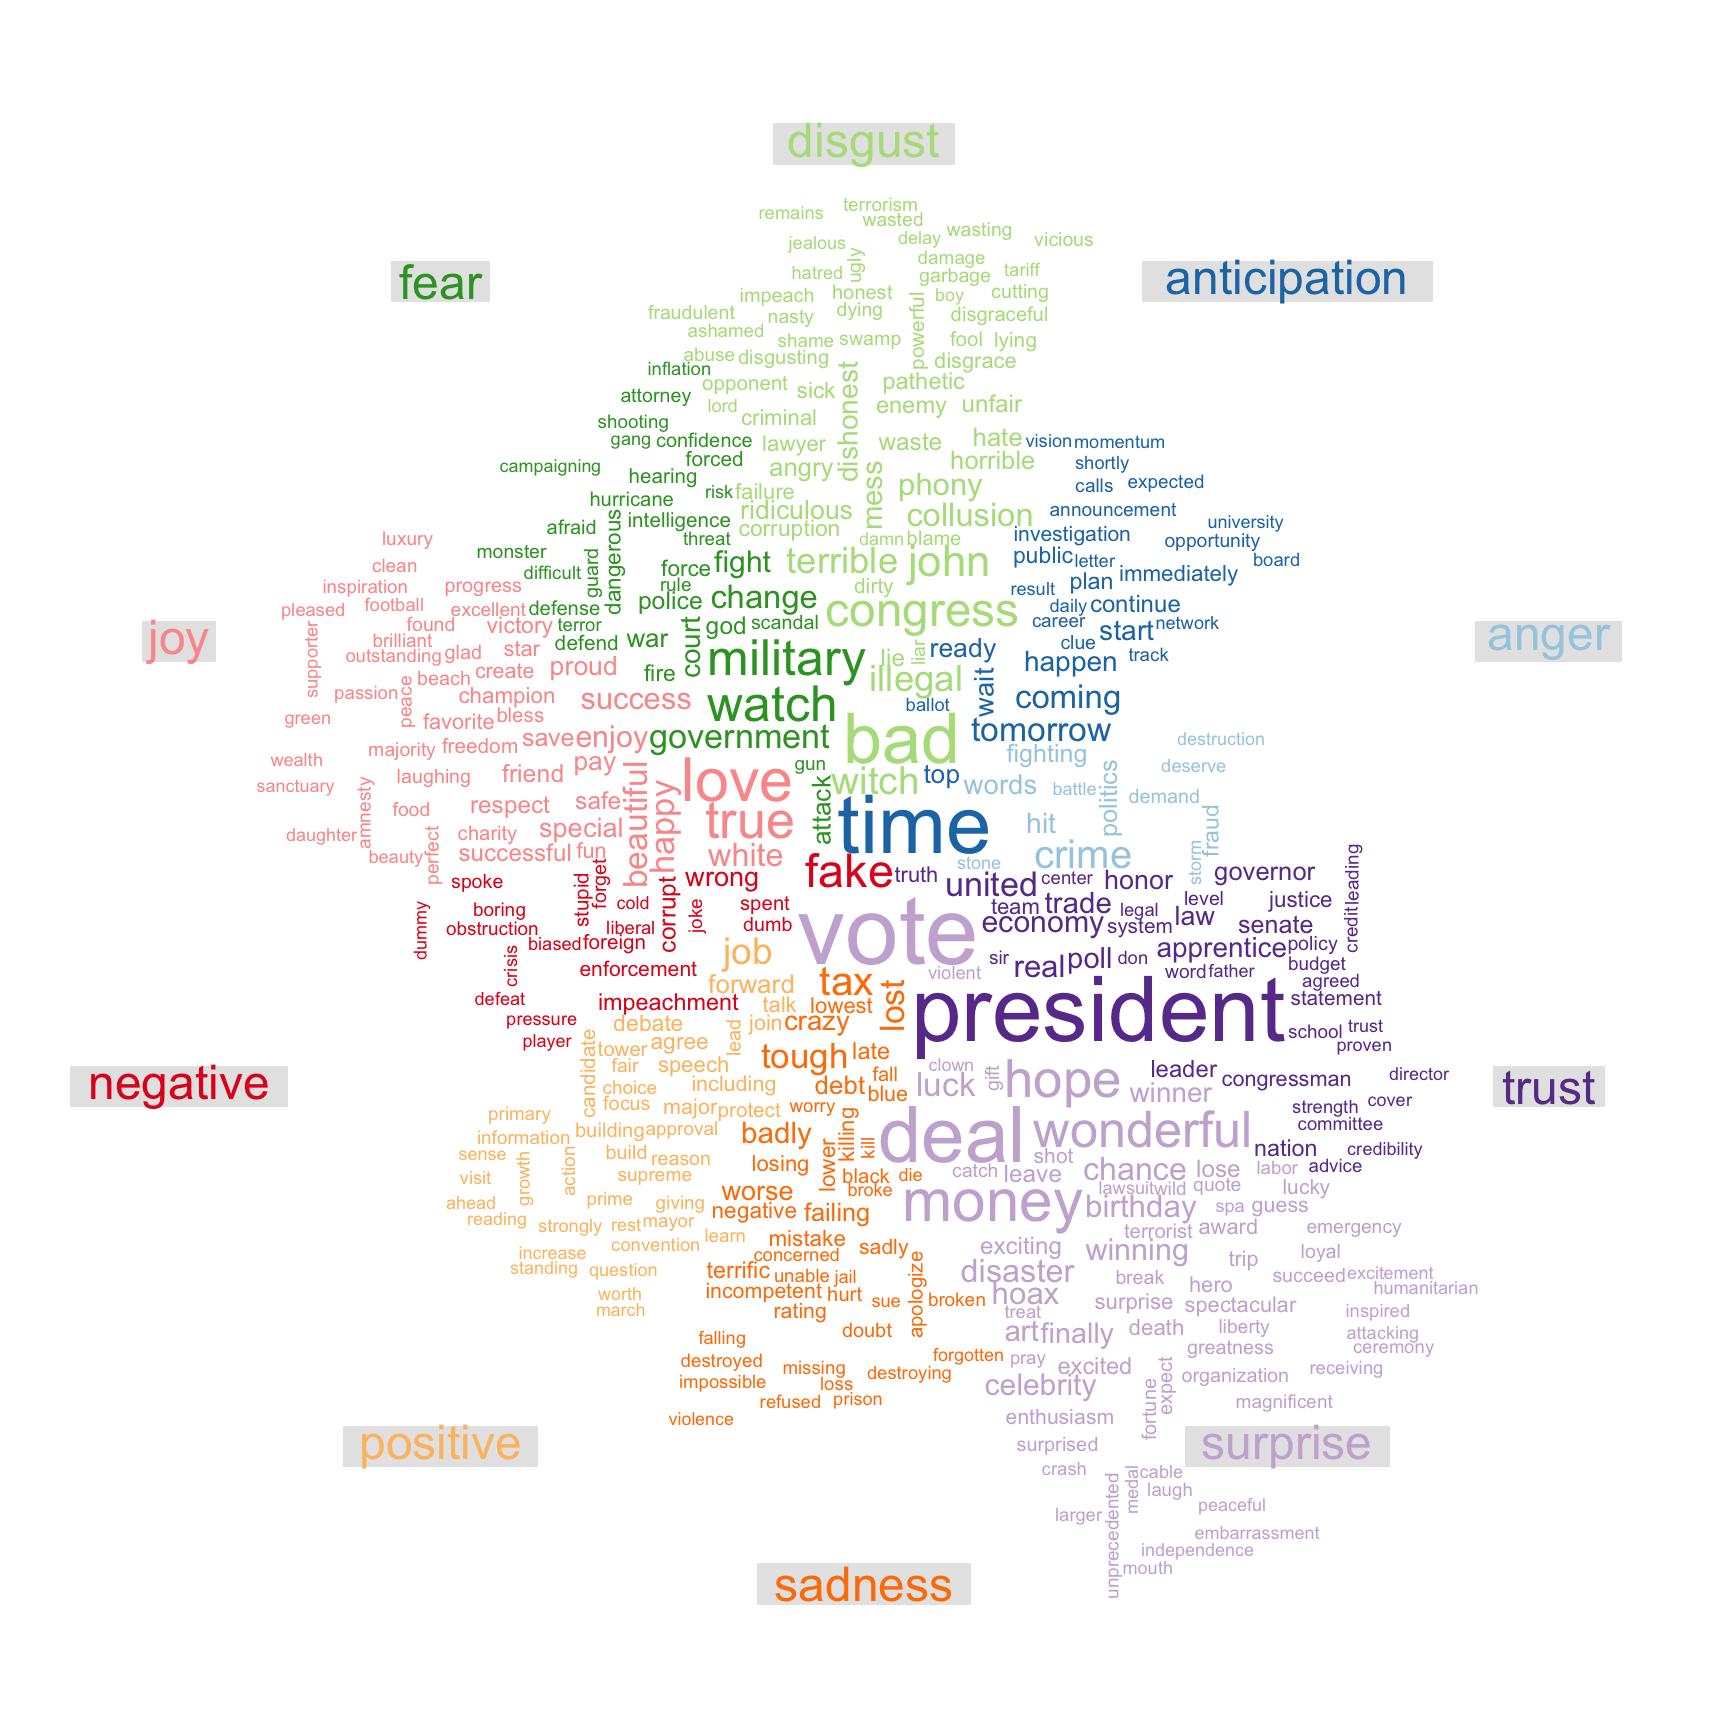 disgust
remains
terrorism
wasted
jealous
delay
wasting
vicious
ugly
damage
fear
anticipation
hatred
garbage
tariff
impeach
honest
boy
cutting
fraudulent
nasty
dying
powerful
disgraceful
ashamed
shame
swamp
fool
lying
abuse
disgusting
disgrace
inflation
opponent
sick
pathetic
attorney
lord
dishonest
enemy
unfair
shooting
criminal
gang
confidence
lawyer
waste
hate
vision
momentum
campaigning
forced
angry
horrible
shortly
hearing
mess
phony
calls
expected
hurricane
risk
failure
ridiculous
collusion
announcement
afraid
intelligence
corruption
university
luxury
threat
damn
blame
investigation
opportunity
monster
dangerous
fight
terrible
john
public
letter
board
clean
difficult
guard
force
plan
immediately
inspiration
progress
rule
dirty
result
pleased
football
excellent
defense
police
change
congress
daily
continue
found
victory
terror
god
scandal
career
start
network
joy
anger
brilliant
defend
war
court
lie
liar
ready
clue
supporter
outstanding
glad
star
military
happen
track
create
proud
fire
illegal
wait
passion
beach
peace
champion
success
watch
ballot
coming
green
favorite
bless
save
enjoy
government
bad
tomorrow
majority
freedom
fighting
destruction
wealth
laughing
friend
pay
gun
love
witch
top
words
battle
politics
deserve
sanctuary
food
respect
safe
beautiful
happy
attack
time
demand
amnesty
charity
special
true
hit
fraud
daughter
beauty
perfect
successful
fun
white
crime
storm
spoke
forget
wrong
fake
truth
stone
center
honor
governor
leading
stupid
cold
corrupt
united
boring
joke
spent
team
trade
legal
level
justice
dummy
obstruction
liberal
dumb
vote
economy
system
law
senate
credit
biased
foreign
job
apprentice
policy
crisis
enforcement
sir
real
poll
don
budget
forward
tax
violent
word
father
agreed
defeat
impeachment
talk
lowest
lost
president
statement
pressure
debate
join
crazy
school
trust
player
tower
agree
lead
tough
late
proven
candidate
fair
speech
clown
leader
negative
trust
choice
including
debt
fall
blue
luck
gift
hope
winner
congressman
director
focus
major
protect
worry
strength
cover
primary
building
approval
badly
killing
deal
wonderful
committee
information
kill
nation
credibility
sense
build
reason
losing
shot
advice
visit
growth
action
supreme
lower
black
die
catch
leave
chance
lose
labor
ahead
prime
giving
worse
broke
money
lawsuit
wild
quote
lucky
reading
strongly
rest
mayor
negative
failing
birthday
spa
guess
learn
mistake
terrorist
award
emergency
increase
convention
concerned
sadly
exciting
winning
trip
loyal
standing
question
terrific
unable
jail
apologize
disaster
break
succeed
excitement
worth
incompetent
hurt
sue
broken
hoax
hero
humanitarian
march
rating
treat
surprise
spectacular
inspired
doubt
art
finally
death
liberty
attacking
falling
forgotten
greatness
ceremony
destroyed
missing
destroying
pray
excited
receiving
impossible
loss
celebrity
expect
organization
refused
prison
magnificent
violence
enthusiasm
fortune
positive
surprise
surprised
crash
medal
cable
laugh
larger
unprecedented
peaceful
embarrassment
independence
sadness
mouth